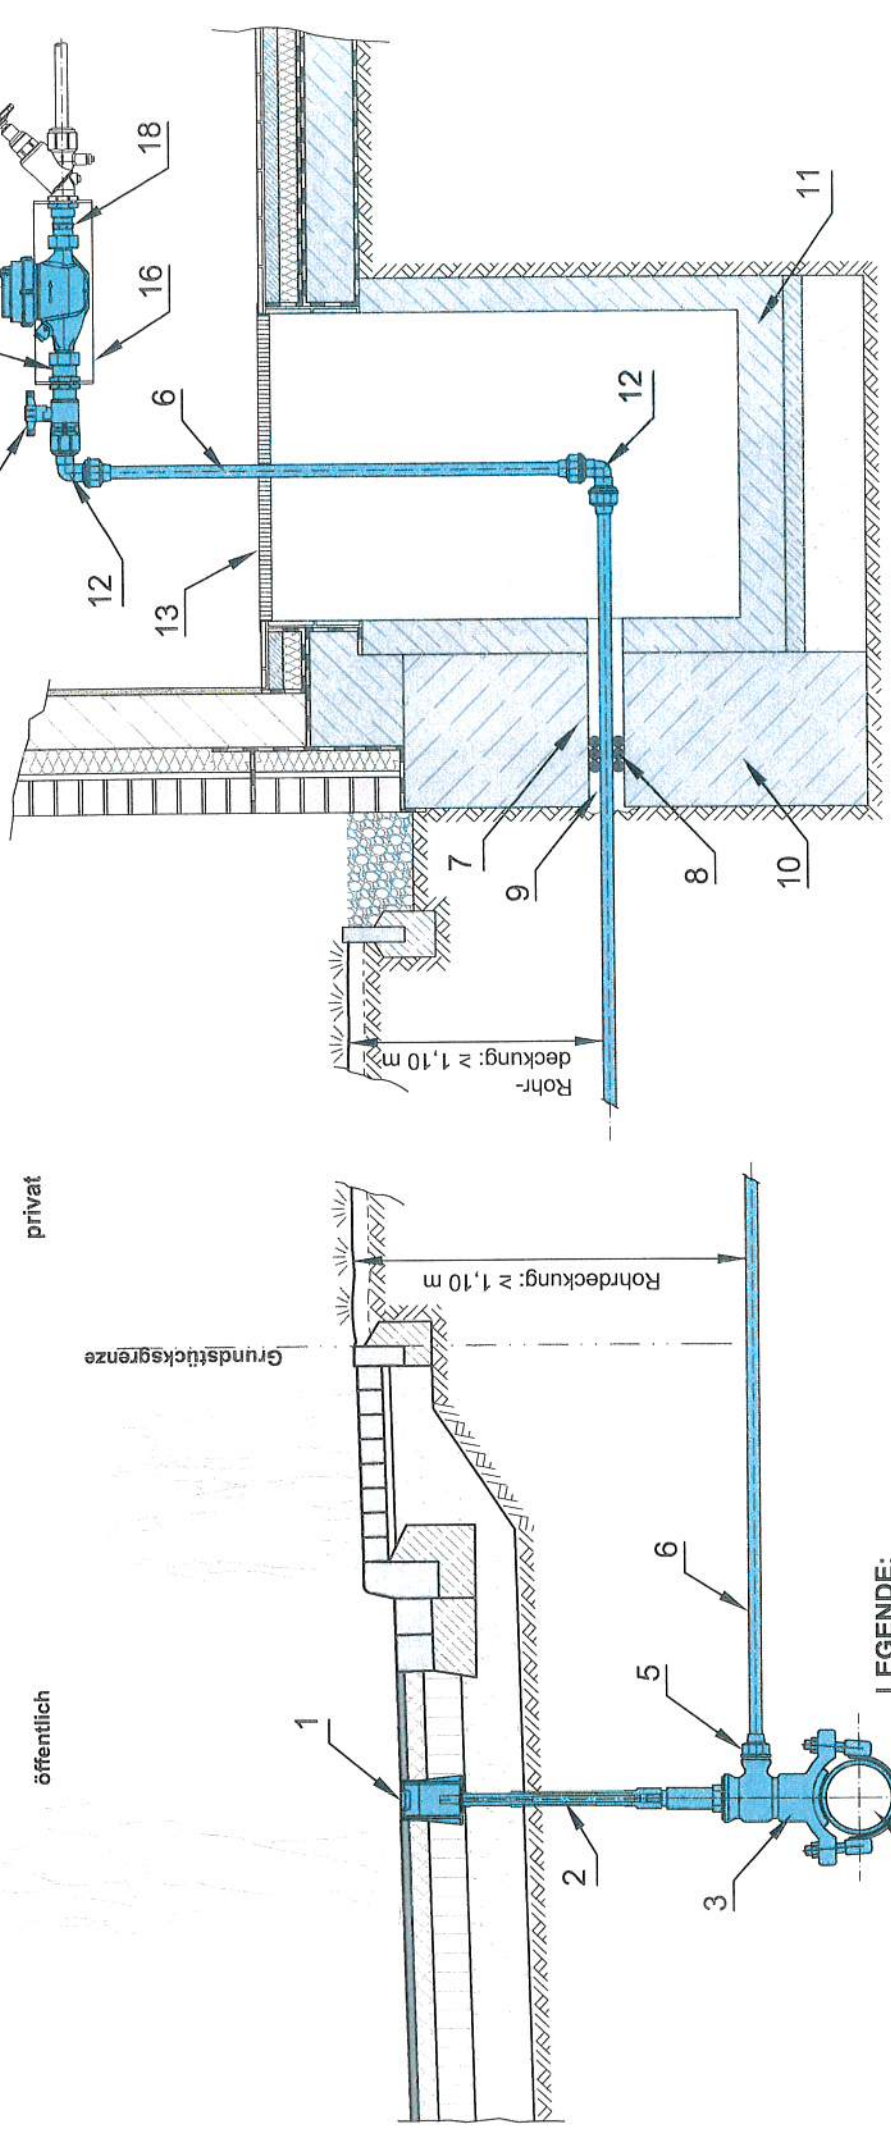 öffentlich
privat
Grundstücksgrenze
1
2
3
5
6
Rohrdeckung: ≥ 1,10 m
Rohr-
deckung: ≥ 1,10 m
7
9
8
10
13
12
6
16
18
12
11
LEGENDE: